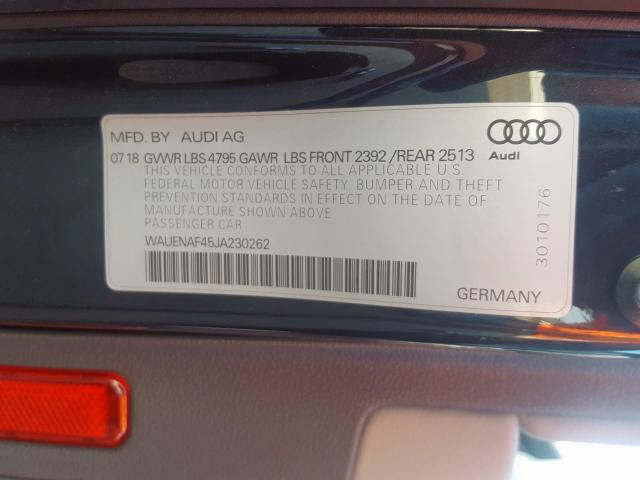 MFD. BY AUDI AG
07 18 GVWR LBS 4795 GAWR LBS FRONT 2392 /REAR 2513
Audi
THIS VEHICLE CONFORMS TO ALL APPLICABLE U.S.
FEDERAL MOTOR VEHICLE SAFETY, BUMPER AND THEFT
PREVENTION STANDARDS IN EFFECT ON THE DATE OF
MANUFACTURE SHOWN ABOVE
PASSENGER CAR
WAUENAF45JA230262
3010176
GERMANY